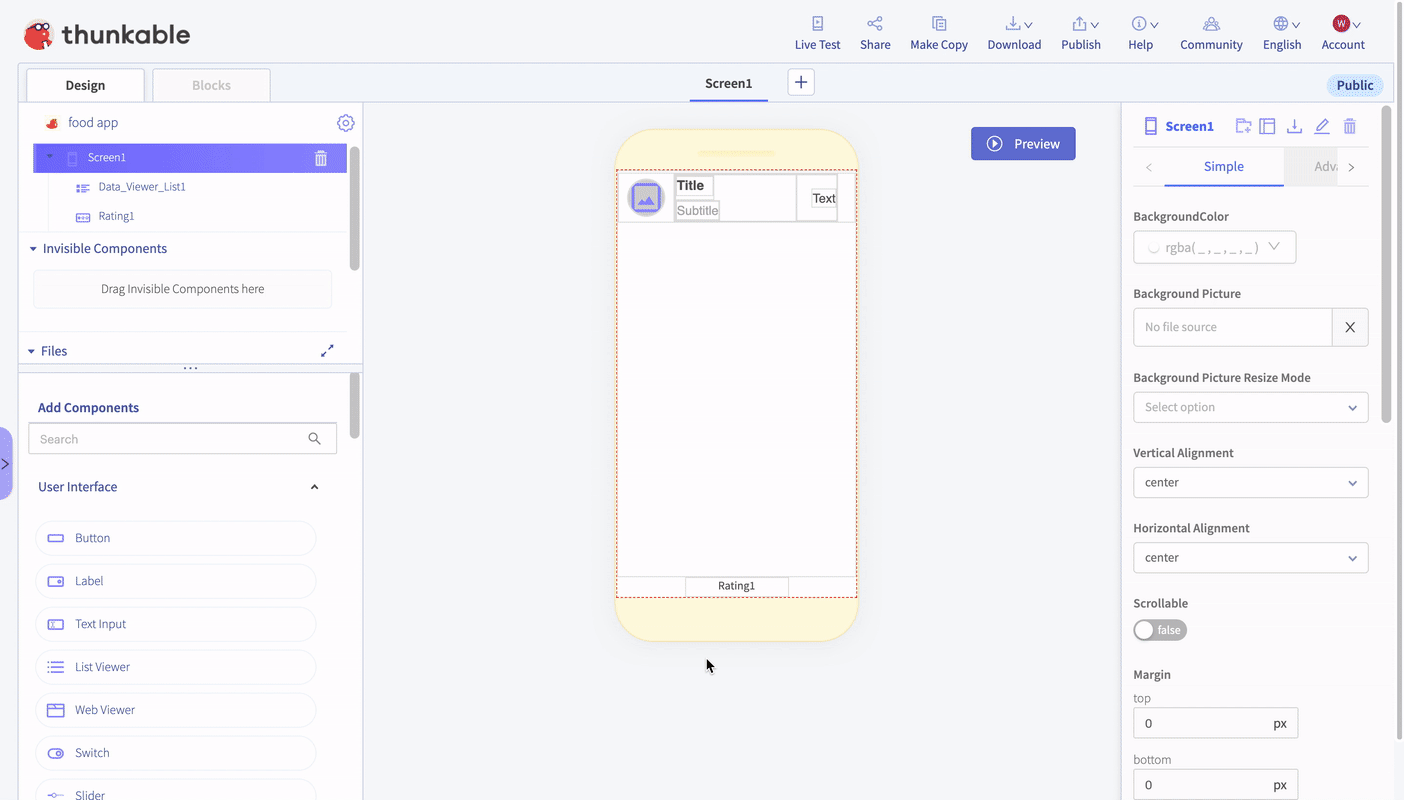 thunkable
Live Test
Share
Make Copy
Download
Publish
Help
Community
English
W
Account
Design
Blocks
Screen1
Public
food app
Screen1
Data_Viewer_List1
Rating1
Invisible Components
Drag Invisible Components here
Files
Add Components
Search
User Interface
Button
Label
Text Input
List Viewer
Web Viewer
Switch
Slider
Preview
Title
Subtitle
Text
Rating1
Screen1
Simple
Adv
BackgroundColor
rgba( _ , _ , _ , _ )
Background Picture
No file source
X
Background Picture Resize Mode
Select option
Vertical Alignment
center
Horizontal Alignment
center
Scrollable
false
Margin
top
0 px
bottom
0 px